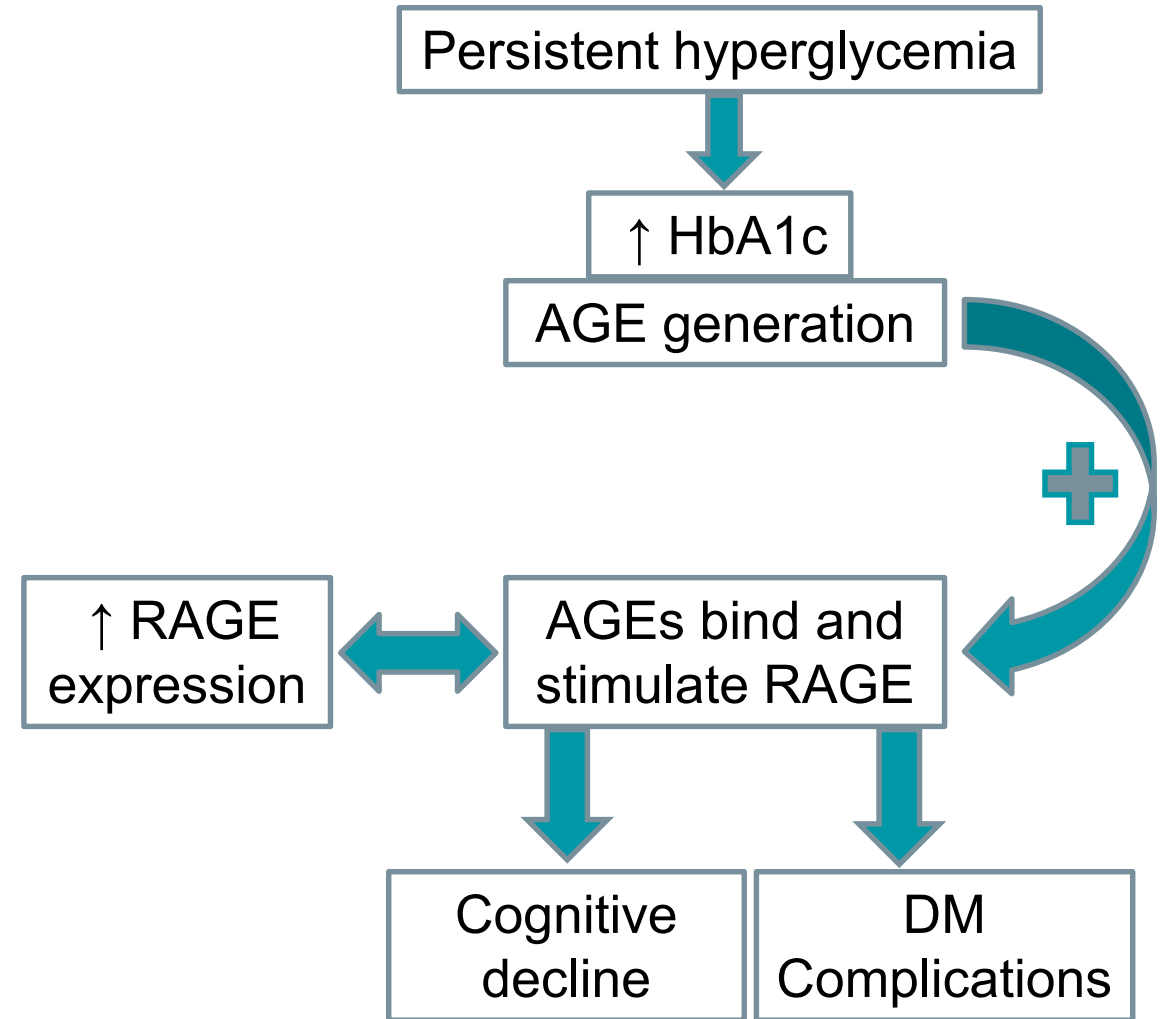 Persistent hyperglycemia
↑ HbA1c
AGE generation
↑ RAGE
expression
AGEs bind and
stimulate RAGE
Cognitive
decline
DM
Complications